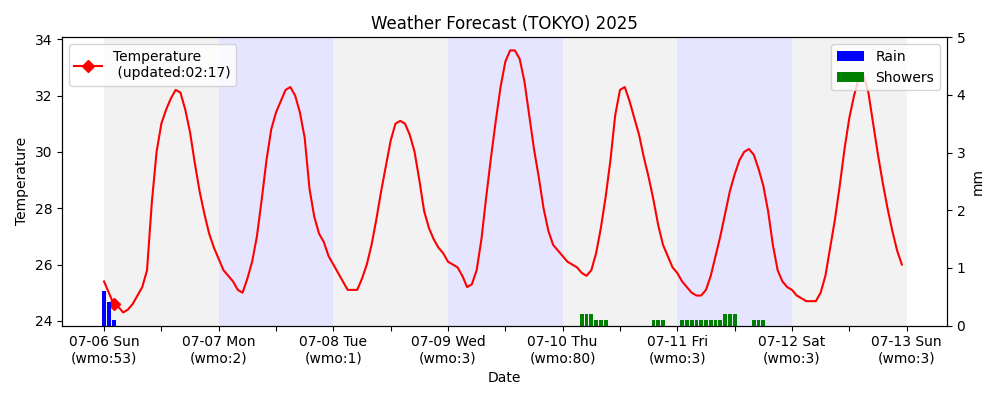 Weather Forecast (TOKYO) 2025
Temperature
(updated:02:17)
Rain
Showers
34
32
30
28
26
24
Temperature
5
4
3
2
1
0
mm
07-06 Sun
(wmo:53)
07-07 Mon
(wmo:2)
07-08 Tue
(wmo:1)
07-09 Wed
(wmo:3)
07-10 Thu
(wmo:80)
07-11 Fri
(wmo:3)
07-12 Sat
(wmo:3)
07-13 Sun
(wmo:3)
Date